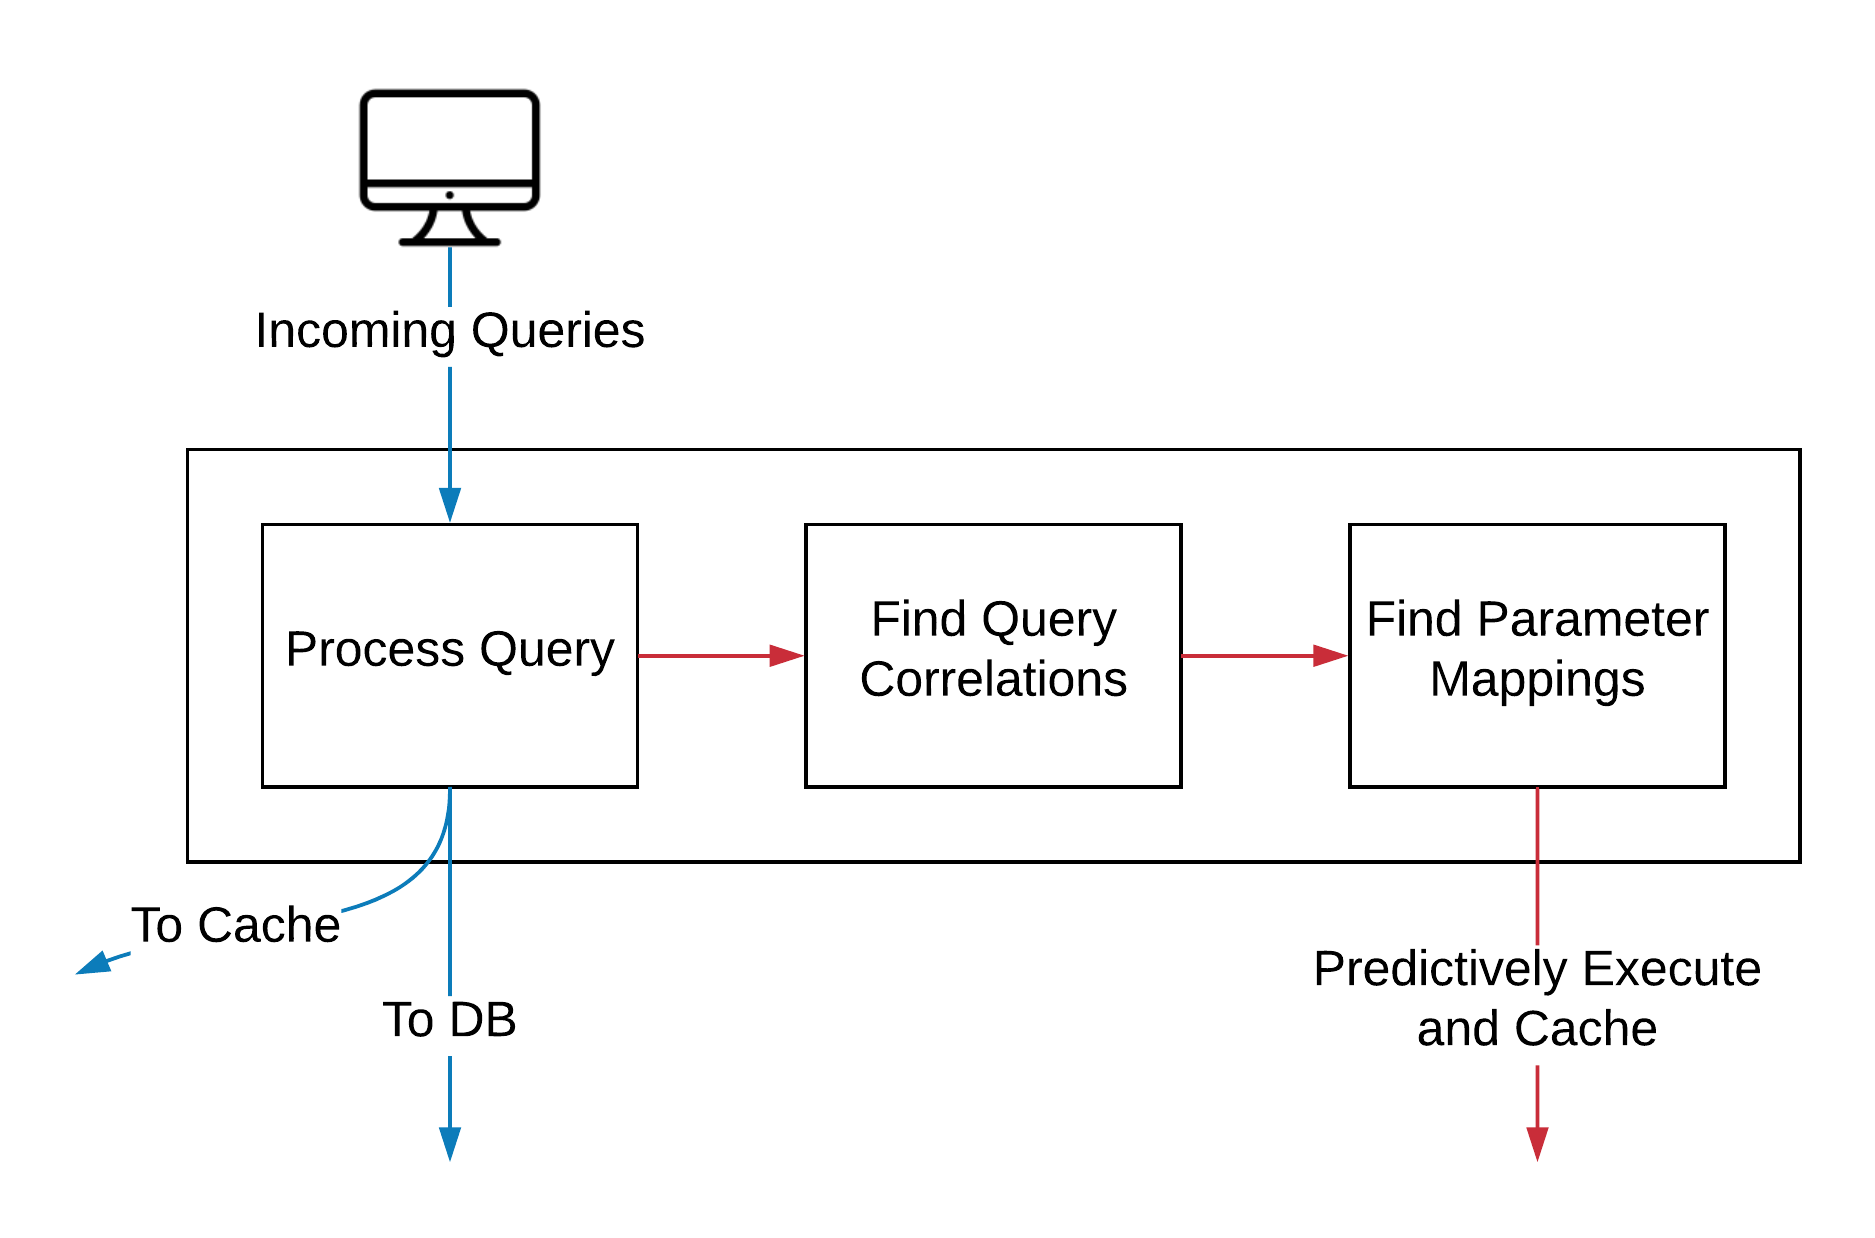 Incoming Queries
Process Query
Find Query
Correlations
Find Parameter
Mappings
To Cache
To DB
Predictively Execute
and Cache